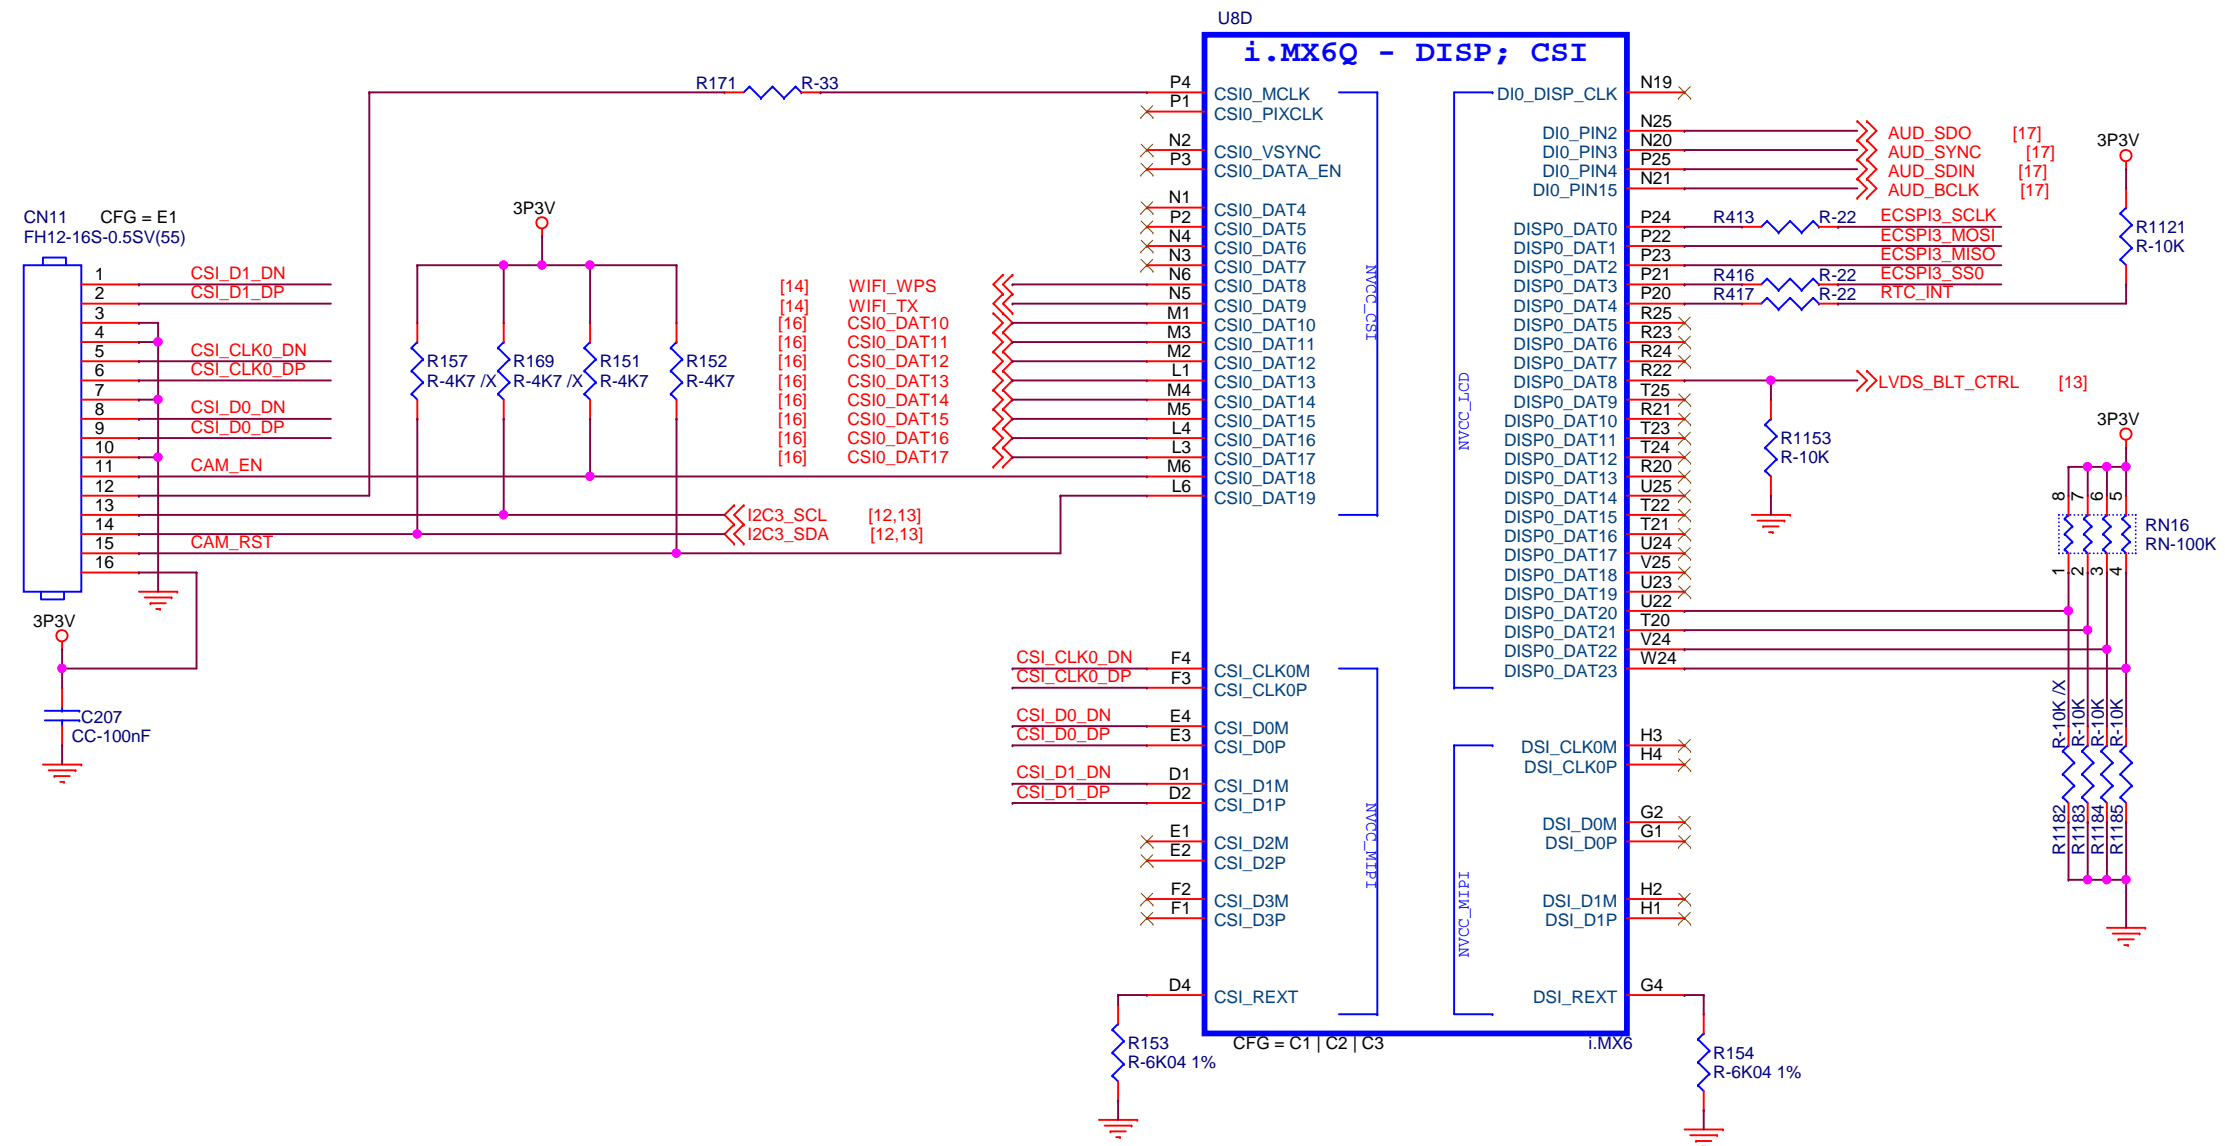 U8D
i.MX6Q - DISP; CSI
R171 R-33
P4 CSI0_MCLK
P1 CSI0_PIXCLK
N2 CSI0_VSYNC
P3 CSI0_DATA_EN
N1 CSI0_DAT4
P2 CSI0_DAT5
N4 CSI0_DAT6
N3 CSI0_DAT7
[14] WIFI_WPS N6 CSI0_DAT8
[14] WIFI_TX N5 CSI0_DAT9
[16] CSI0_DAT10 M1 CSI0_DAT10
[16] CSI0_DAT11 M3 CSI0_DAT11
[16] CSI0_DAT12 M2 CSI0_DAT12
[16] CSI0_DAT13 L1 CSI0_DAT13
[16] CSI0_DAT14 M4 CSI0_DAT14
[16] CSI0_DAT15 M5 CSI0_DAT15
[16] CSI0_DAT16 L4 CSI0_DAT16
[16] CSI0_DAT17 L3 CSI0_DAT17
M6 CSI0_DAT18
L6 CSI0_DAT19
NVCC_CSI
CN11 CFG = E1
FH12-16S-0.5SV(55)
1 CSI_D1_DN
2 CSI_D1_DP
3
4
5 CSI_CLK0_DN
6 CSI_CLK0_DP
7
8 CSI_D0_DN
9 CSI_D0_DP
10
11 CAM_EN
12
13
14
15 CAM_RST
16
I2C3_SCL [12,13]
I2C3_SDA [12,13]
3P3V
R157
R-4K7 /X
R169
R-4K7 /X
R151
R-4K7
R152
R-4K7
3P3V
C207
CC-100nF
CSI_CLK0_DN F4 CSI_CLK0M
CSI_CLK0_DP F3 CSI_CLK0P
CSI_D0_DN E4 CSI_D0M
CSI_D0_DP E3 CSI_D0P
CSI_D1_DN D1 CSI_D1M
CSI_D1_DP D2 CSI_D1P
E1 CSI_D2M
E2 CSI_D2P
F2 CSI_D3M
F1 CSI_D3P
D4 CSI_REXT
NVCC_MIPI
R153
R-6K04 1%
CFG = C1 | C2 | C3
i.MX6
DI0_DISP_CLK N19
DI0_PIN2 N25 AUD_SDO [17]
DI0_PIN3 N20 AUD_SYNC [17]
DI0_PIN4 P25 AUD_SDIN [17]
DI0_PIN15 N21 AUD_BCLK [17]
DISP0_DAT0 P24 R413 R-22 ECSPI3_SCLK
DISP0_DAT1 P22 ECSPI3_MOSI
DISP0_DAT2 P23 ECSPI3_MISO
DISP0_DAT3 P21 R416 R-22 ECSPI3_SS0
DISP0_DAT4 P20 R417 R-22 RTC_INT
DISP0_DAT5 R25
DISP0_DAT6 R23
DISP0_DAT7 R24
DISP0_DAT8 R22 LVDS_BLT_CTRL [13]
DISP0_DAT9 T25
DISP0_DAT10 R21
DISP0_DAT11 T23
DISP0_DAT12 T24
DISP0_DAT13 R20
DISP0_DAT14 U25
DISP0_DAT15 T22
DISP0_DAT16 T21
DISP0_DAT17 U24
DISP0_DAT18 V25
DISP0_DAT19 U23
DISP0_DAT20 U22
DISP0_DAT21 T20
DISP0_DAT22 V24
DISP0_DAT23 W24
NVCC_LCD
3P3V
R1121
R-10K
R1153
R-10K
3P3V
8 7 6 5
RN16
RN-100K
1 2 3 4
R1182 R-10K /X
R1183 R-10K
R1184 R-10K
R1185 R-10K
DSI_CLK0M H3
DSI_CLK0P H4
DSI_D0M G2
DSI_D0P G1
DSI_D1M H2
DSI_D1P H1
DSI_REXT G4
NVCC_MIPI
R154
R-6K04 1%